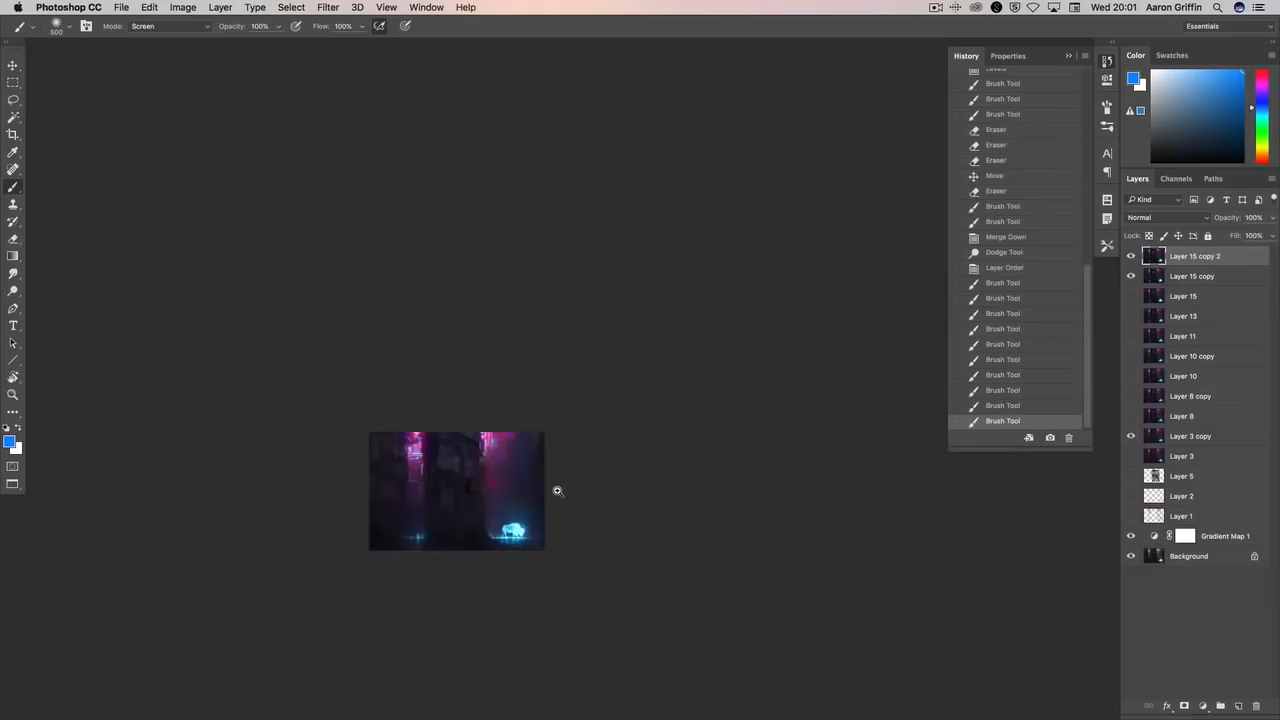 Photoshop CC File Edit Image Layer Type Select Filter 3D View Window Help Wed 20:01 Aaron Griffin
500 Mode: Screen Opacity: 100% Flow: 100% Essentials
History Properties
Color Swatches
Brush Tool
Brush Tool
Brush Tool
Eraser
Eraser
Eraser
Move
Eraser
Brush Tool
Brush Tool
Merge Down
Dodge Tool
Layer Order
Brush Tool
Brush Tool
Brush Tool
Brush Tool
Brush Tool
Brush Tool
Brush Tool
Brush Tool
Brush Tool
Brush Tool
Layers Channels Paths
Kind
Normal Opacity: 100%
Lock: Fill: 100%
Layer 15 copy 2
Layer 15 copy
Layer 15
Layer 13
Layer 11
Layer 10 copy
Layer 10
Layer 8 copy
Layer 8
Layer 3 copy
Layer 3
Layer 5
Layer 2
Layer 1
Gradient Map 1
Background